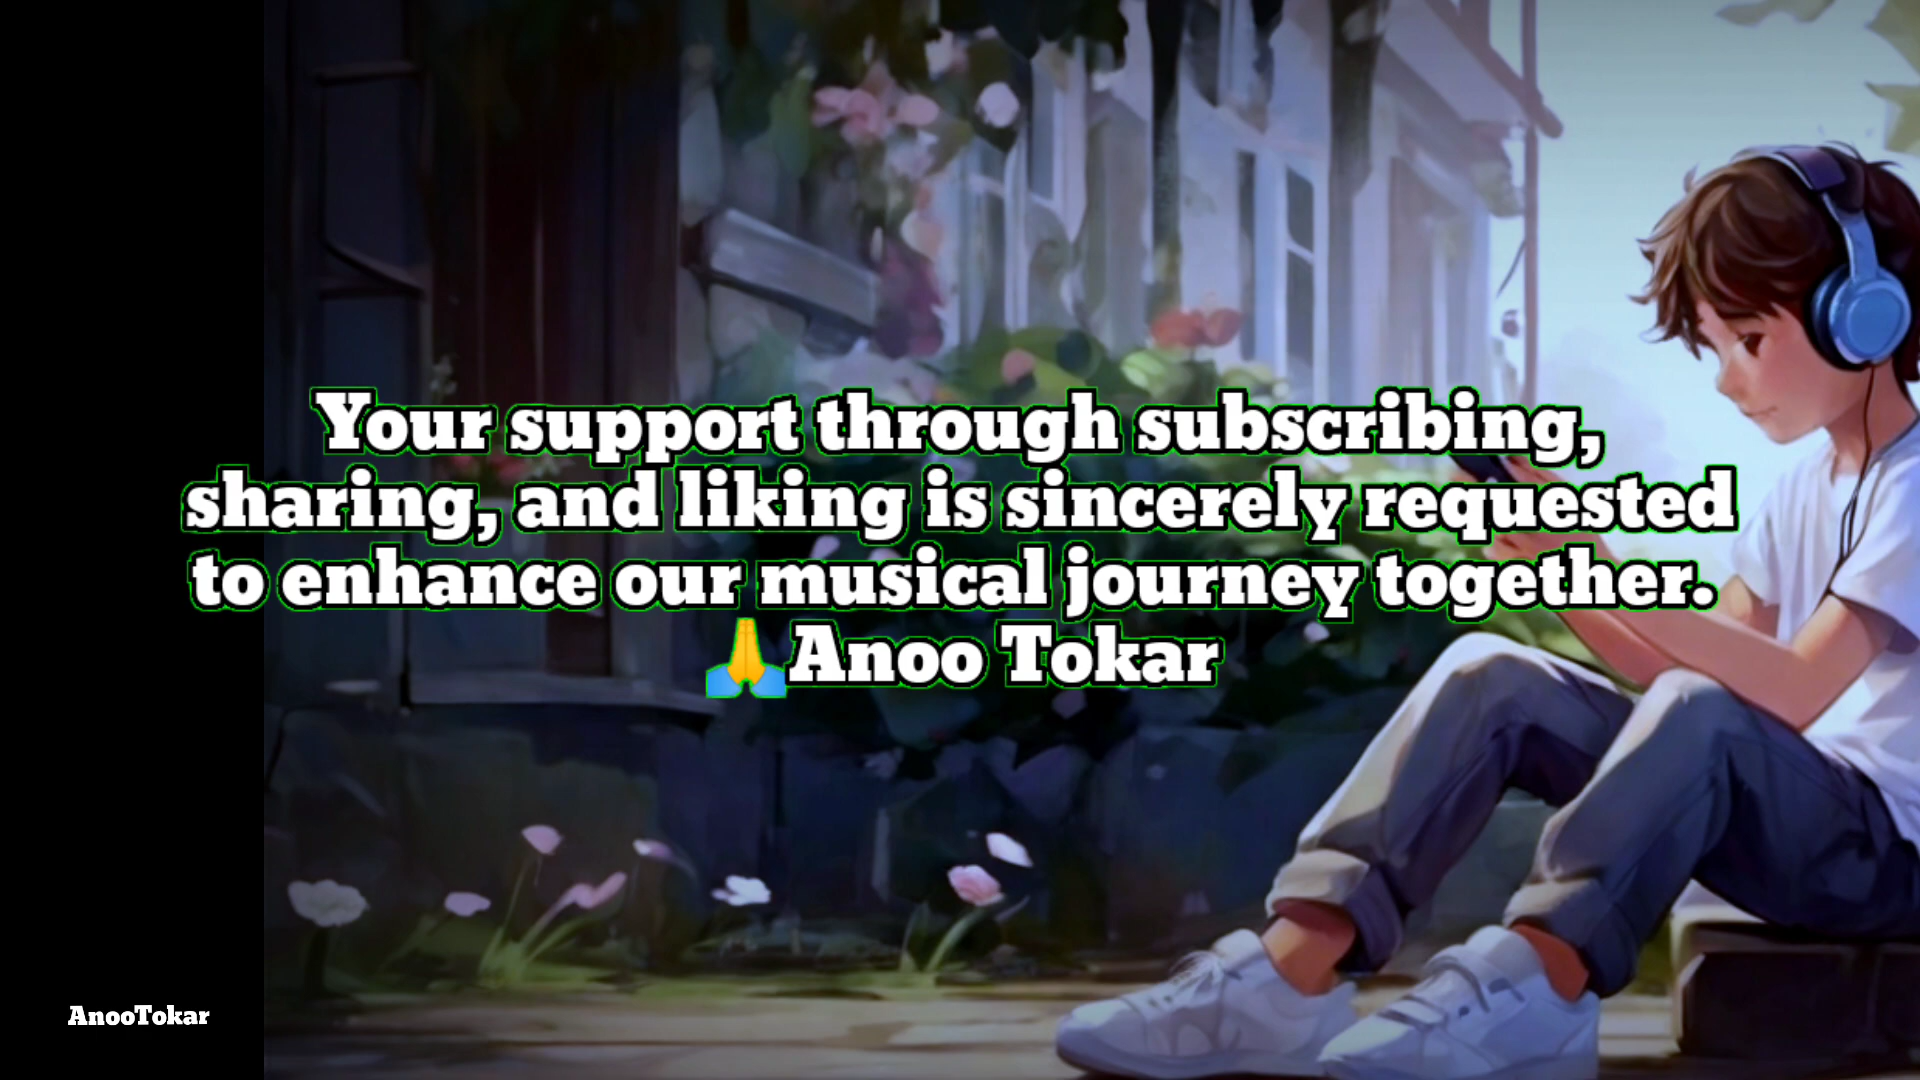 Your support through subscribing,
sharing, and liking is sincerely requested
to enhance our musical journey together.
🙏Anoo Tokar
AnooTokar